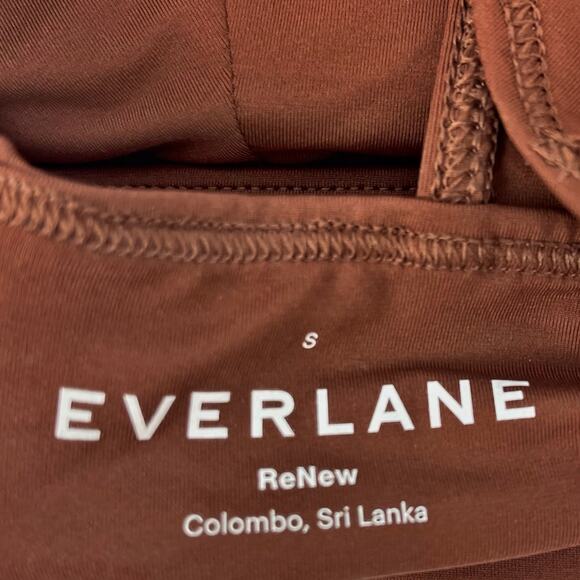 S
EVERLANE
ReNew
Colombo, Sri Lanka